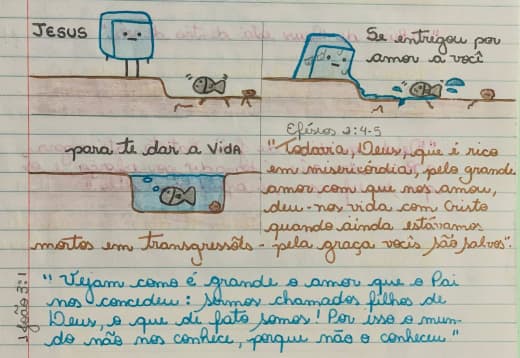 JESUS
Se entregou por
amor a você
para te dar a VIDA
Efésios 2:4-5
"Todavia, Deus, que é rico
em misericórdia, pelo grande
amor com que nos amou,
deu-nos vida com Cristo
quando ainda estávamos
mortos em transgressões - pela graça vocês são salvos".
I João 3:1
"Vejam como é grande o amor que o Pai
nos concedeu: sermos chamados filhos de
Deus, o que de fato somos! Por isso o mun-
do não nos conhece, porque não o conheceu"